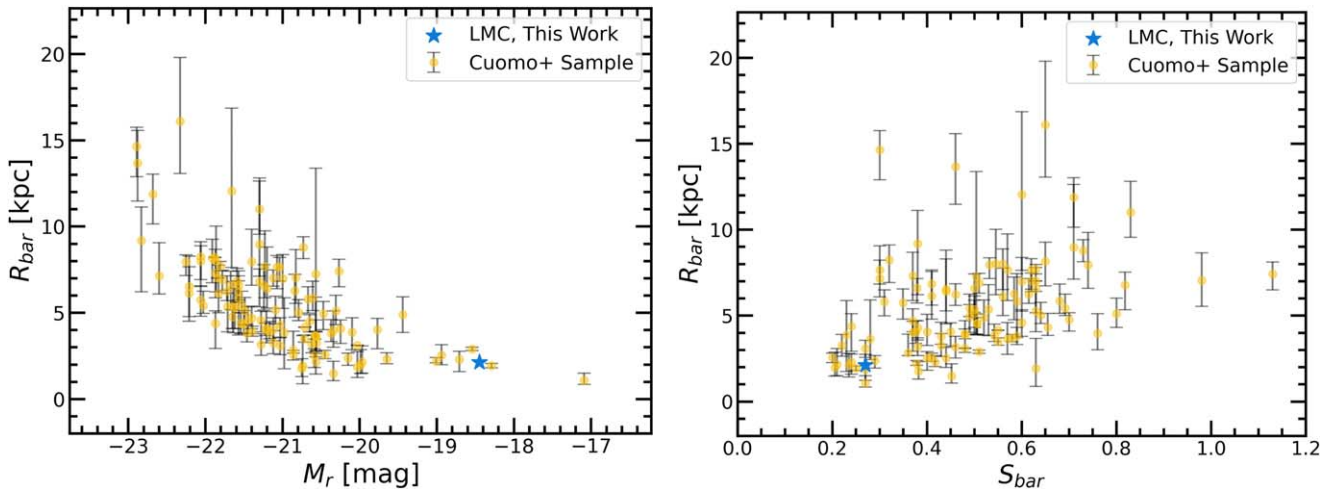 LMC, This Work
Cuomo+ Sample
20
15
10
5
0
R_bar [kpc]
−23 −22 −21 −20 −19 −18 −17
M_r [mag]
LMC, This Work
Cuomo+ Sample
20
15
10
5
0
R_bar [kpc]
0.0 0.2 0.4 0.6 0.8 1.0 1.2
S_bar